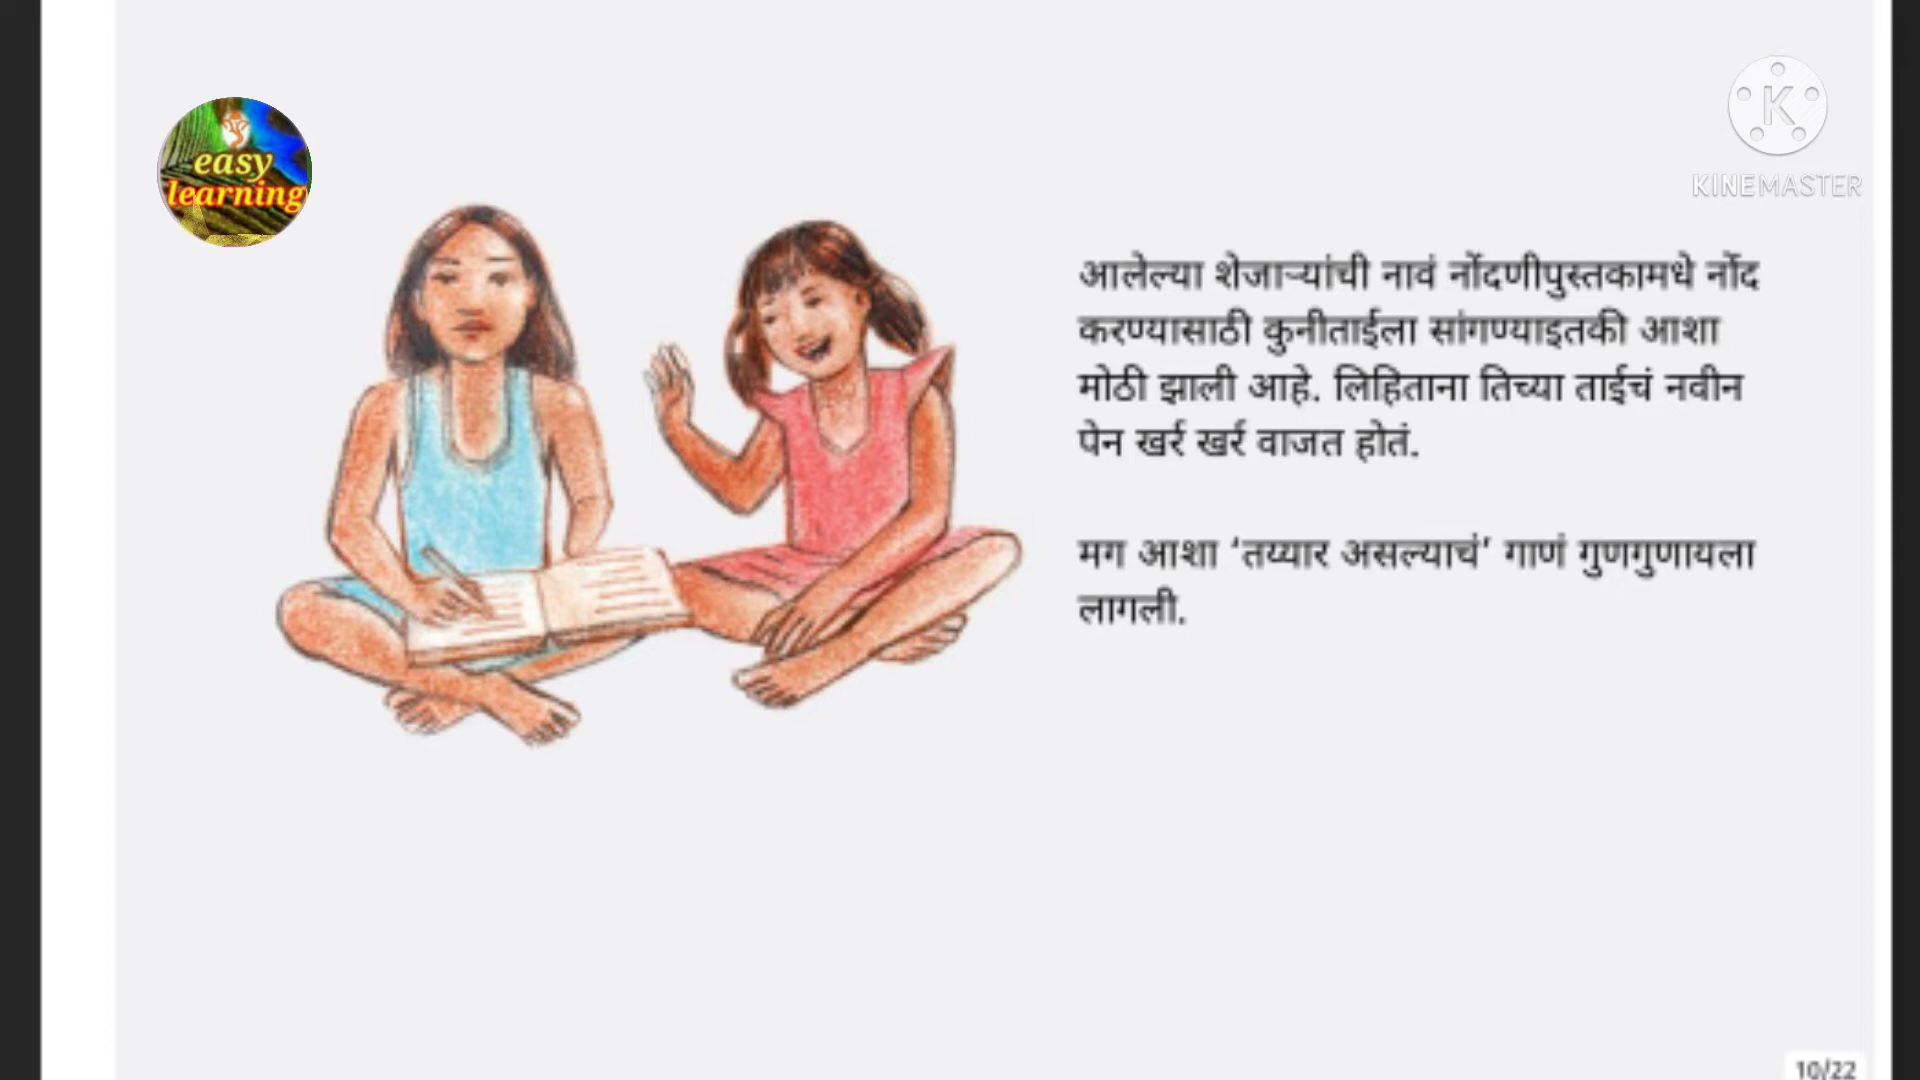 easy
learning
K
KINEMASTER
आलेल्या शेजाऱ्यांची नावं नोंदणीपुस्तकामधे नोंद
करण्यासाठी कुनीताईला सांगण्याइतकी आशा
मोठी झाली आहे. लिहिताना तिच्या ताईचं नवीन
पेन खर्र खर्र वाजत होतं.
मग आशा ‘तय्यार असल्याचं’ गाणं गुणगुणायला
लागली.
10/22